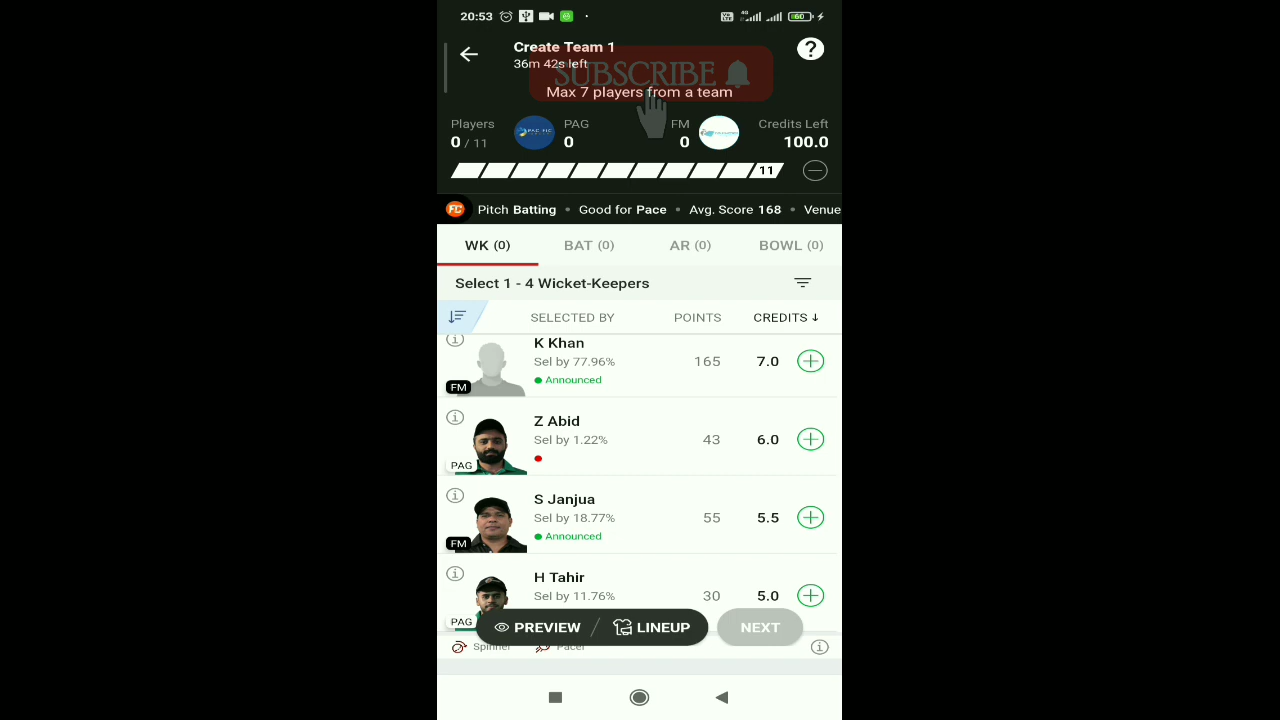 20:53 4G 60
Create Team 1
36m 42s left
SUBSCRIBE
Max 7 players from a team
Players PAG FM Credits Left
0 / 11 0 0 100.0
11
FC Pitch Batting • Good for Pace • Avg. Score 168 • Venue
WK (0) BAT (0) AR (0) BOWL (0)
Select 1 - 4 Wicket-Keepers
SELECTED BY POINTS CREDITS ↓
K Khan
Sel by 77.96% 165 7.0
Announced
FM
Z Abid
Sel by 1.22% 43 6.0
PAG
S Janjua
Sel by 18.77% 55 5.5
Announced
FM
H Tahir
Sel by 11.76% 30 5.0
PAG
PREVIEW / LINEUP NEXT
Spinner Pacer